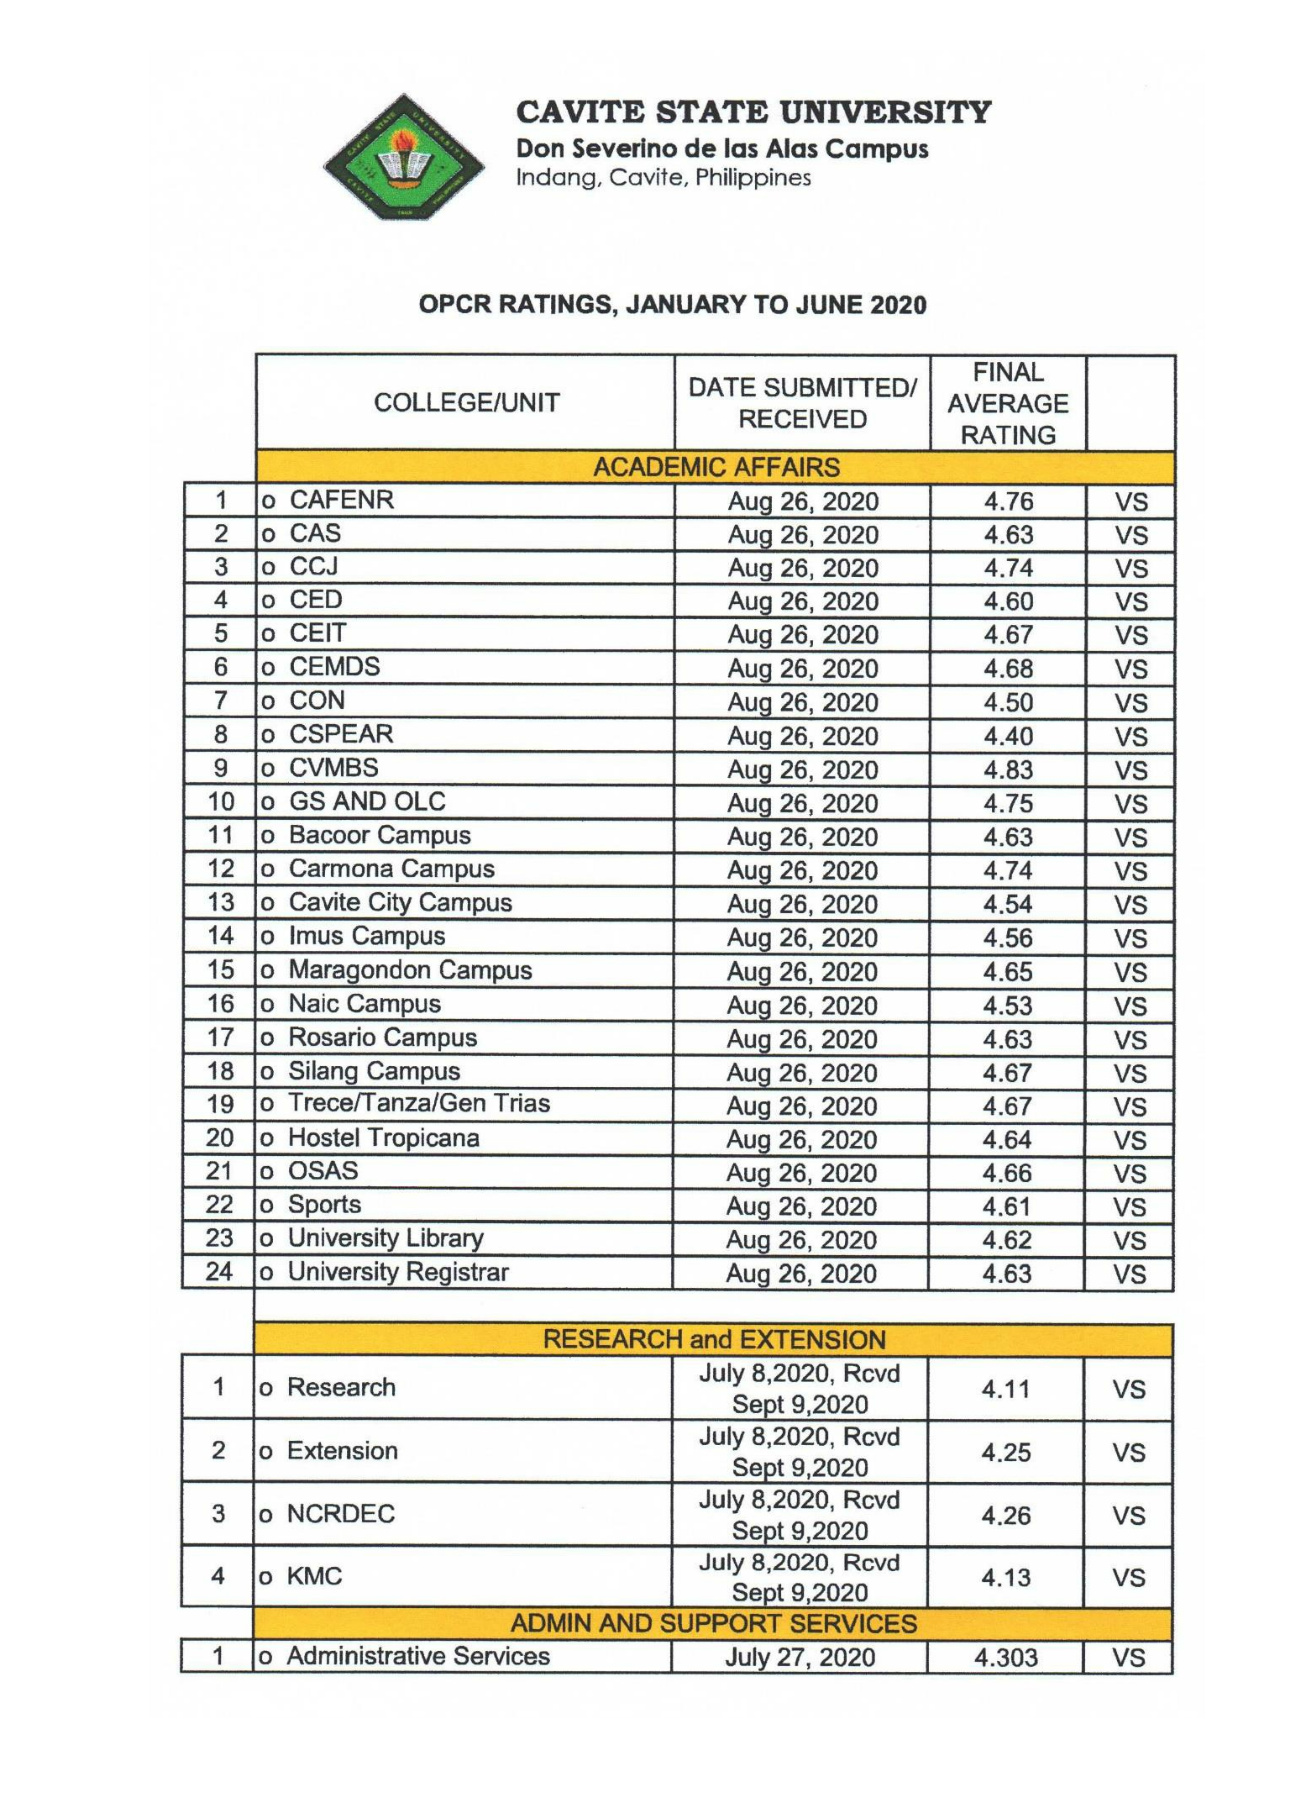 CAVITE STATE UNIVERSITY
Don Severino de las Alas Campus
Indang, Cavite, Philippines
CAVITE STATE UNIVERSITY
CAVITE
1906
PHILIPPINES
OPCR RATINGS, JANUARY TO JUNE 2020
COLLEGE/UNIT DATE SUBMITTED/ RECEIVED FINAL AVERAGE RATING
ACADEMIC AFFAIRS
1 o CAFENR Aug 26, 2020 4.76 VS
2 o CAS Aug 26, 2020 4.63 VS
3 o CCJ Aug 26, 2020 4.74 VS
4 o CED Aug 26, 2020 4.60 VS
5 o CEIT Aug 26, 2020 4.67 VS
6 o CEMDS Aug 26, 2020 4.68 VS
7 o CON Aug 26, 2020 4.50 VS
8 o CSPEAR Aug 26, 2020 4.40 VS
9 o CVMBS Aug 26, 2020 4.83 VS
10 o GS AND OLC Aug 26, 2020 4.75 VS
11 o Bacoor Campus Aug 26, 2020 4.63 VS
12 o Carmona Campus Aug 26, 2020 4.74 VS
13 o Cavite City Campus Aug 26, 2020 4.54 VS
14 o Imus Campus Aug 26, 2020 4.56 VS
15 o Maragondon Campus Aug 26, 2020 4.65 VS
16 o Naic Campus Aug 26, 2020 4.53 VS
17 o Rosario Campus Aug 26, 2020 4.63 VS
18 o Silang Campus Aug 26, 2020 4.67 VS
19 o Trece/Tanza/Gen Trias Aug 26, 2020 4.67 VS
20 o Hostel Tropicana Aug 26, 2020 4.64 VS
21 o OSAS Aug 26, 2020 4.66 VS
22 o Sports Aug 26, 2020 4.61 VS
23 o University Library Aug 26, 2020 4.62 VS
24 o University Registrar Aug 26, 2020 4.63 VS
RESEARCH and EXTENSION
1 o Research July 8,2020, Rcvd Sept 9,2020 4.11 VS
2 o Extension July 8,2020, Rcvd Sept 9,2020 4.25 VS
3 o NCRDEC July 8,2020, Rcvd Sept 9,2020 4.26 VS
4 o KMC July 8,2020, Rcvd Sept 9,2020 4.13 VS
ADMIN AND SUPPORT SERVICES
1 o Administrative Services July 27, 2020 4.303 VS